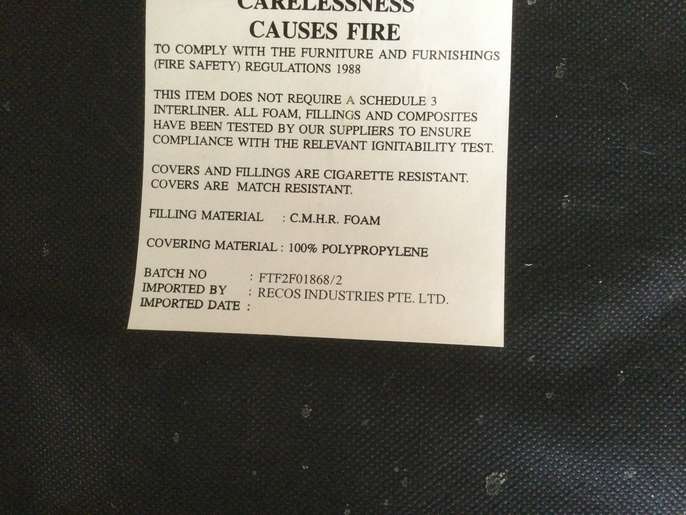 CARELESSNESS
CAUSES FIRE
TO COMPLY WITH THE FURNITURE AND FURNISHINGS
(FIRE SAFETY) REGULATIONS 1988
THIS ITEM DOES NOT REQUIRE A SCHEDULE 3
INTERLINER. ALL FOAM, FILLINGS AND COMPOSITES
HAVE BEEN TESTED BY OUR SUPPLIERS TO ENSURE
COMPLIANCE WITH THE RELEVANT IGNITABILITY TEST.
COVERS AND FILLINGS ARE CIGARETTE RESISTANT.
COVERS ARE MATCH RESISTANT.
FILLING MATERIAL : C.M.H.R. FOAM
COVERING MATERIAL : 100% POLYPROPYLENE
BATCH NO : FTF2F01868/2
IMPORTED BY : RECOS INDUSTRIES PTE. LTD.
IMPORTED DATE :